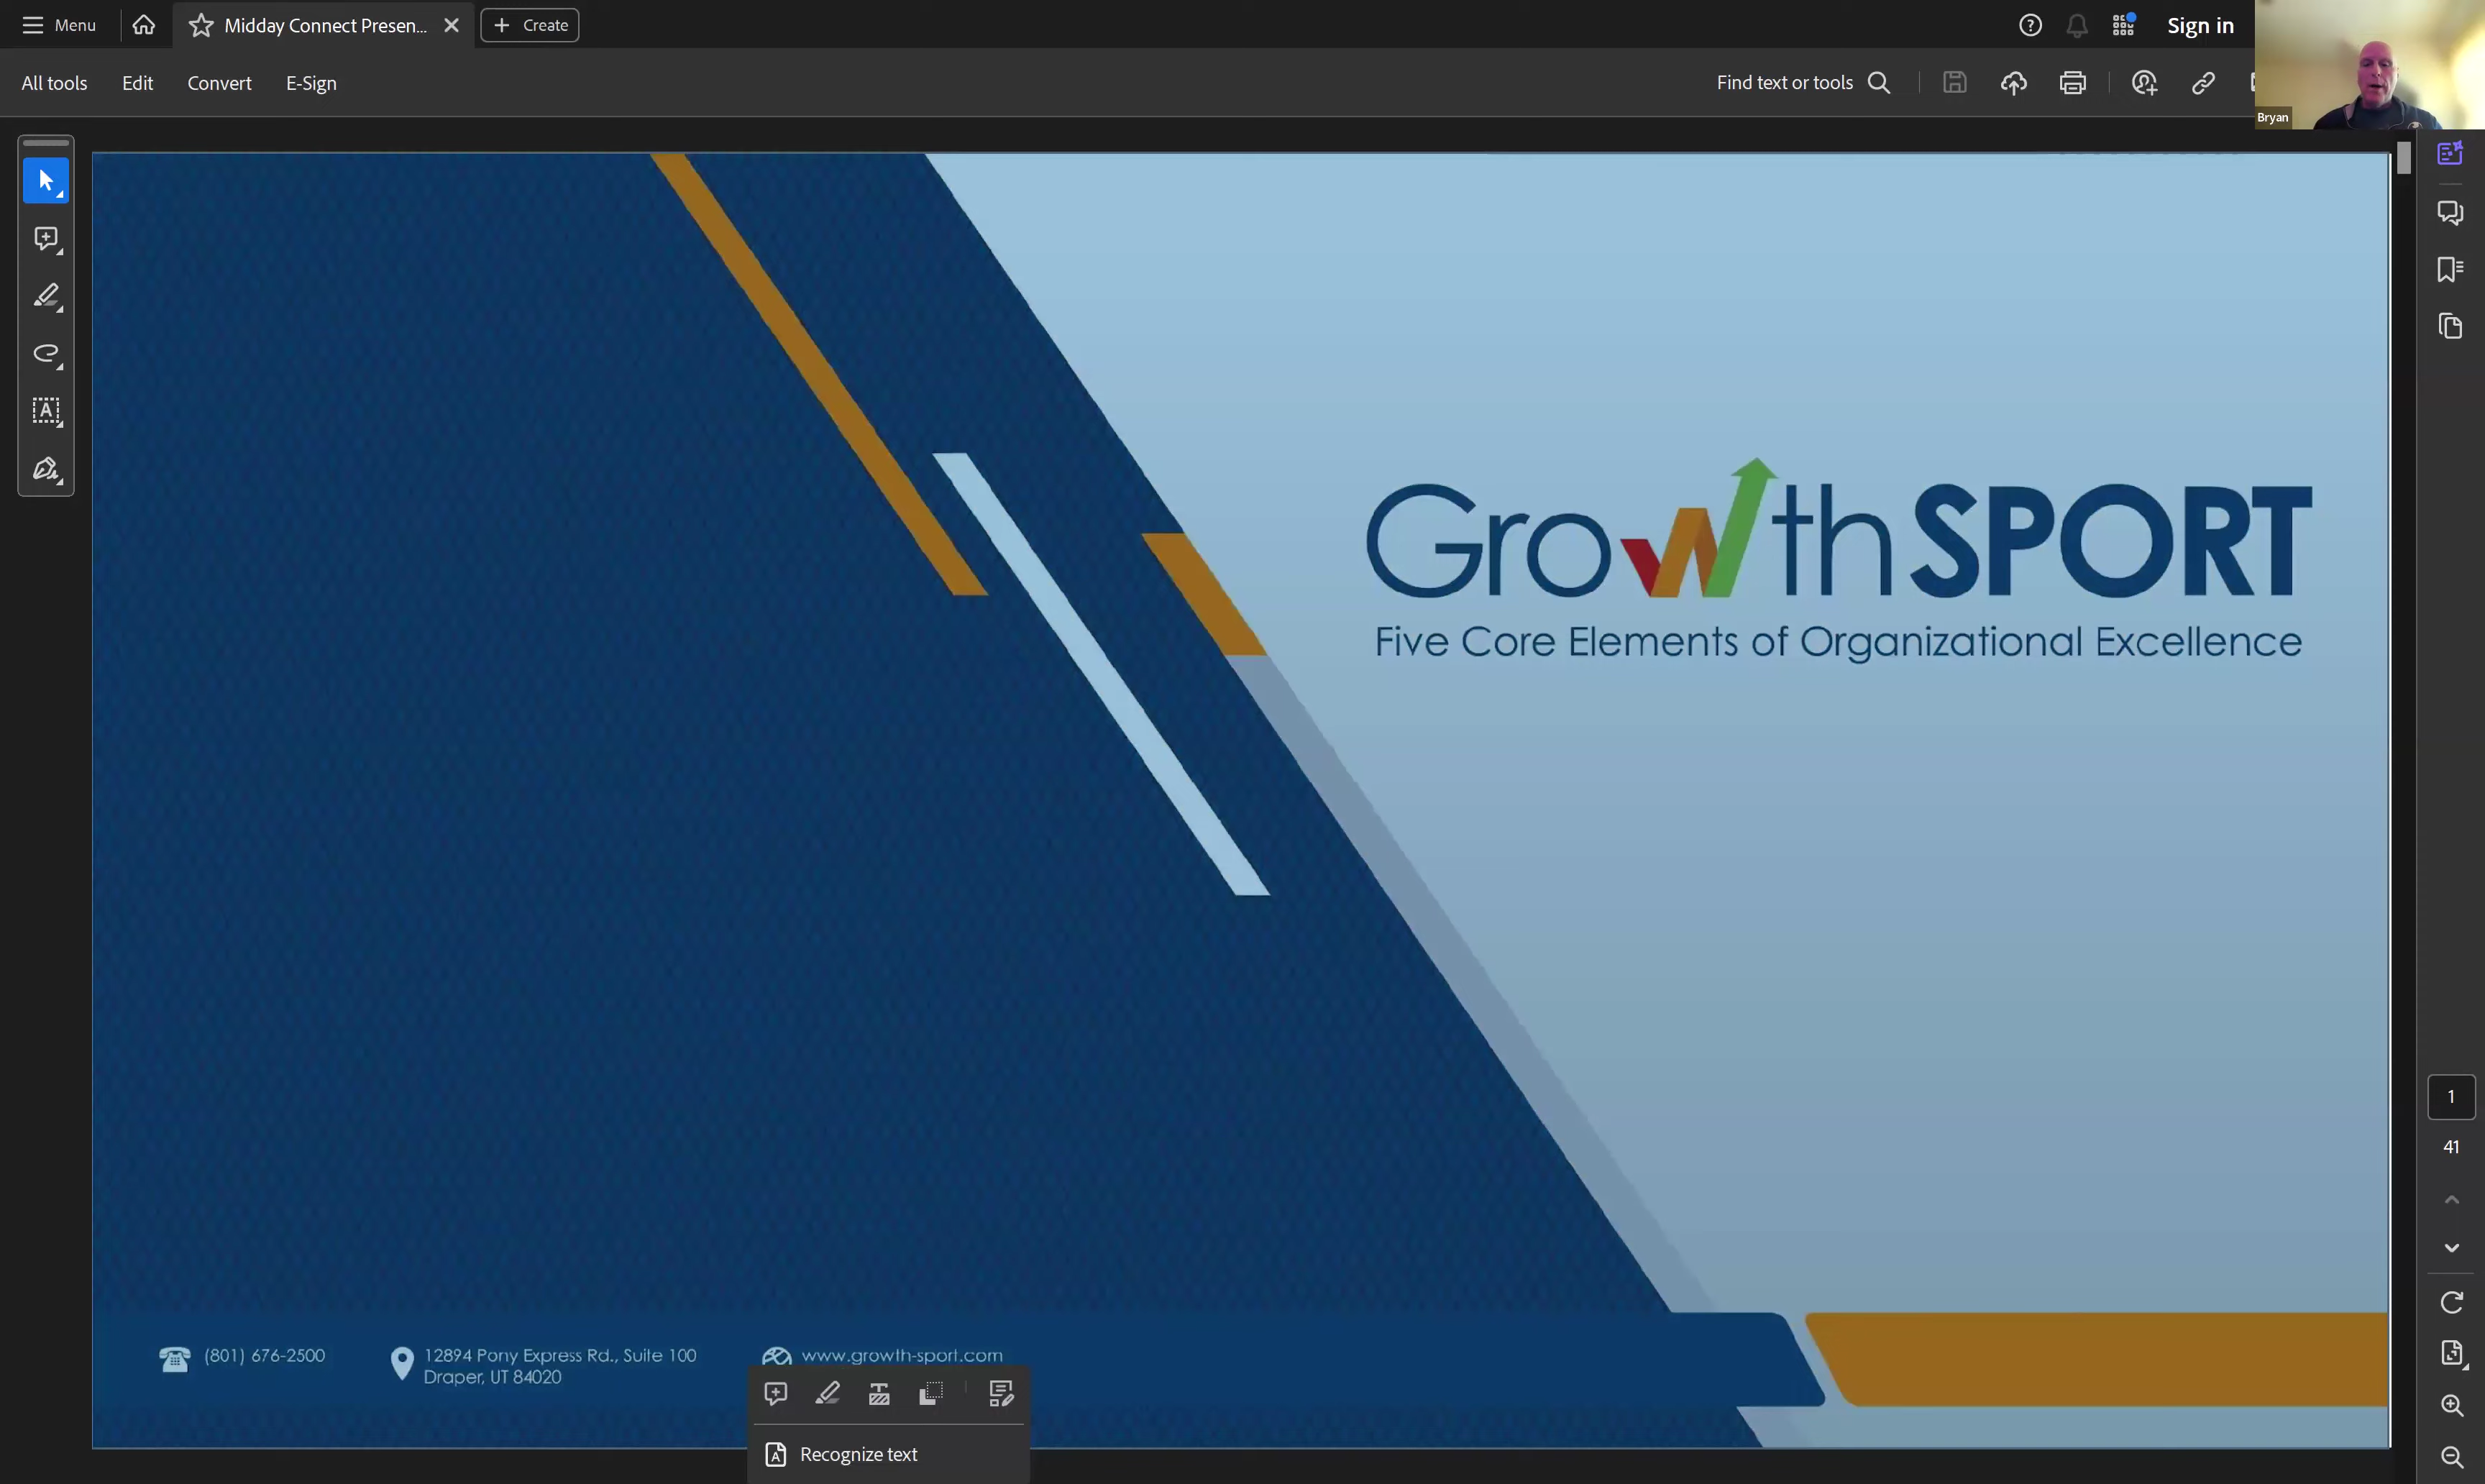 Menu
Midday Connect Presen...
Create
Sign in
All tools
Edit
Convert
E-Sign
Find text or tools
Bryan
GrowthSPORT
Five Core Elements of Organizational Excellence
1
41
(801) 676-2500
12894 Pony Express Rd., Suite 100
Draper, UT 84020
www.growth-sport.com
Recognize text